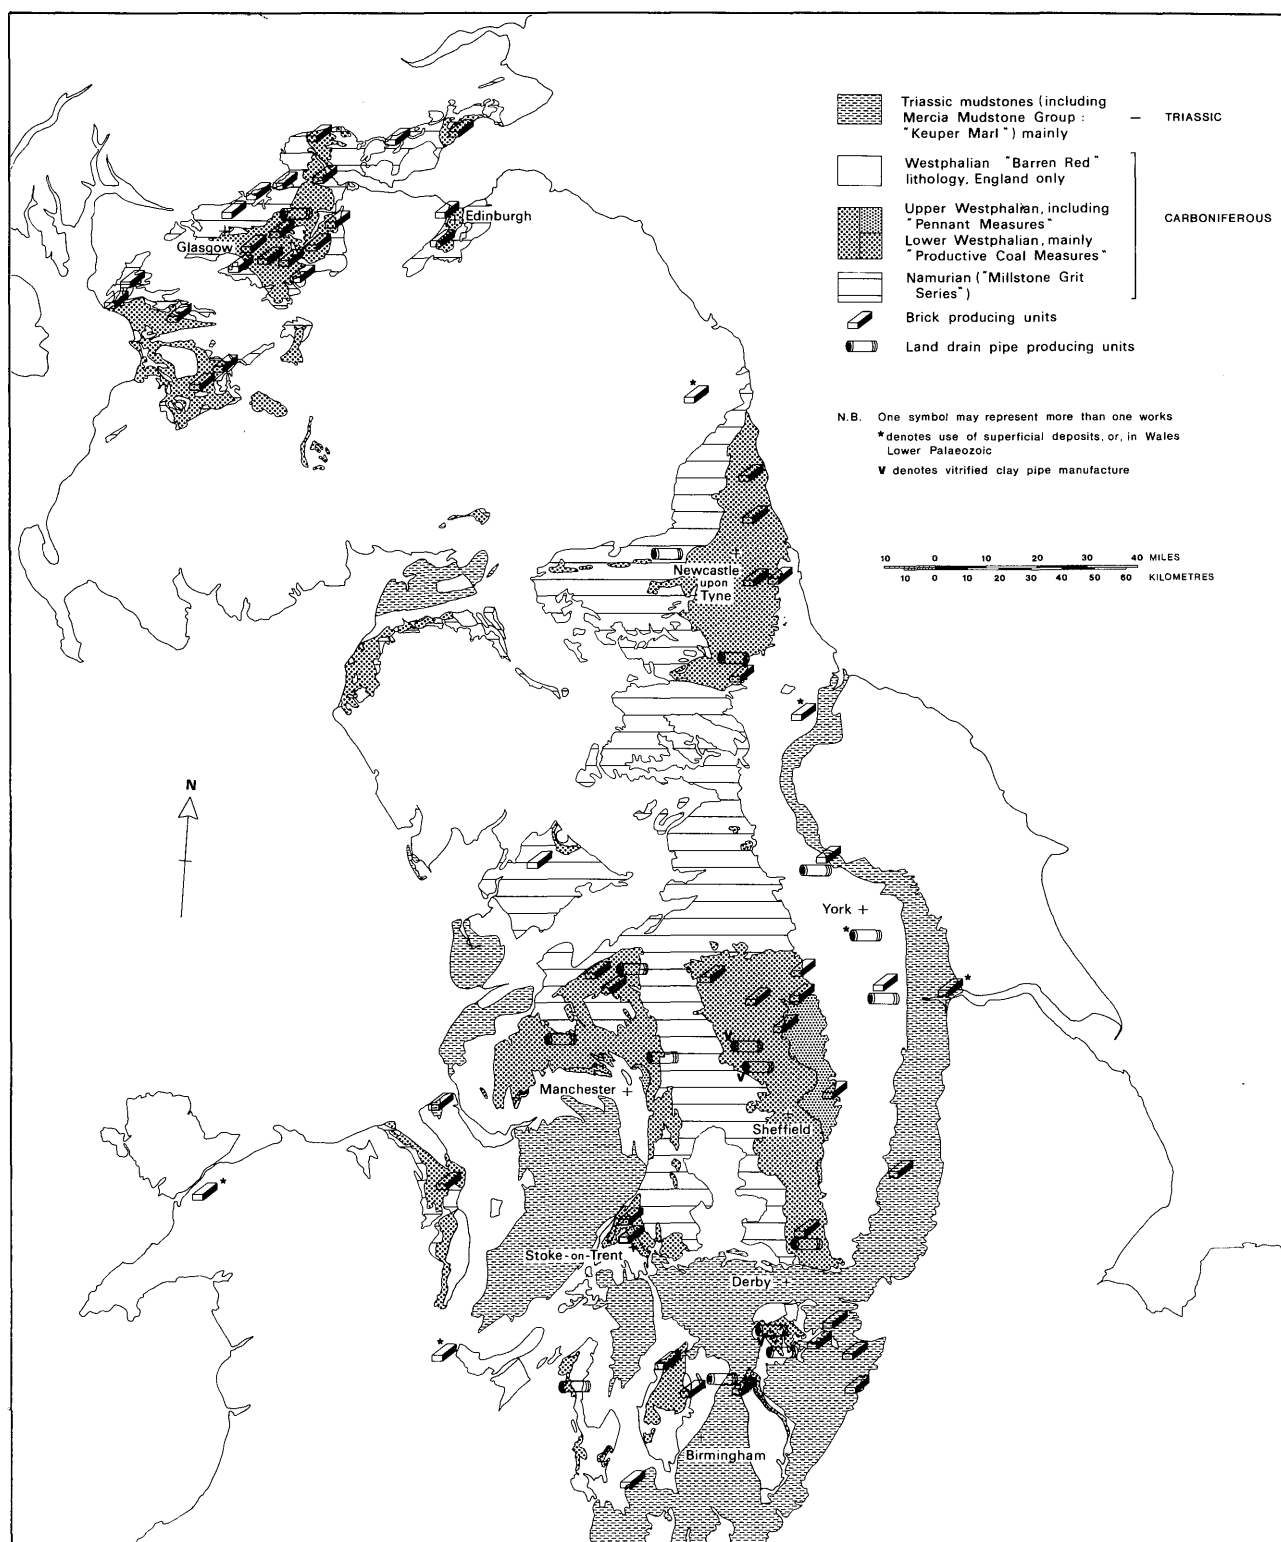 Triassic mudstones (including
Mercia Mudstone Group :
"Keuper Marl") mainly
— TRIASSIC
Westphalian "Barren Red"
lithology, England only
Upper Westphalian, including
"Pennant Measures"
Lower Westphalian, mainly
"Productive Coal Measures"
CARBONIFEROUS
Namurian ("Millstone Grit
Series")
Brick producing units
Land drain pipe producing units
N.B. One symbol may represent more than one works
* denotes use of superficial deposits, or, in Wales
Lower Palaeozoic
V denotes vitrified clay pipe manufacture
10 0 10 20 30 40 MILES
10 0 10 20 30 40 50 60 KILOMETRES
Edinburgh
Glasgow
*
Newcastle
upon
Tyne
*
N
York
*
*
V
V
Manchester
Sheffield
*
Stoke-on-Trent
Derby
*
Birmingham